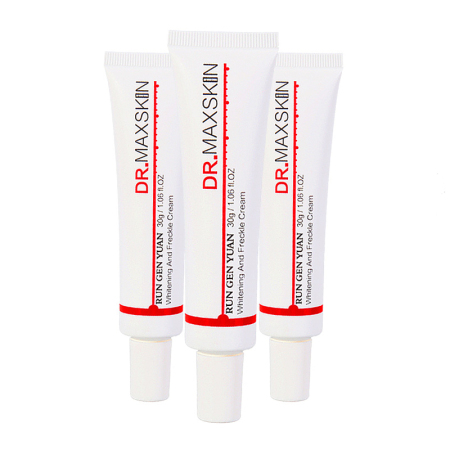 DR.MAXSKIN
RUN GEN YUAN 30g / 1.06 fl.OZ
Whitening And Freckle Cream
DR.MAXSKIN
RUN GEN YUAN 30g / 1.06 fl.OZ
Whitening And Freckle Cream
DR.MAXSKIN
RUN GEN YUAN 30g / 1.06 fl.OZ
Whitening And Freckle Cream